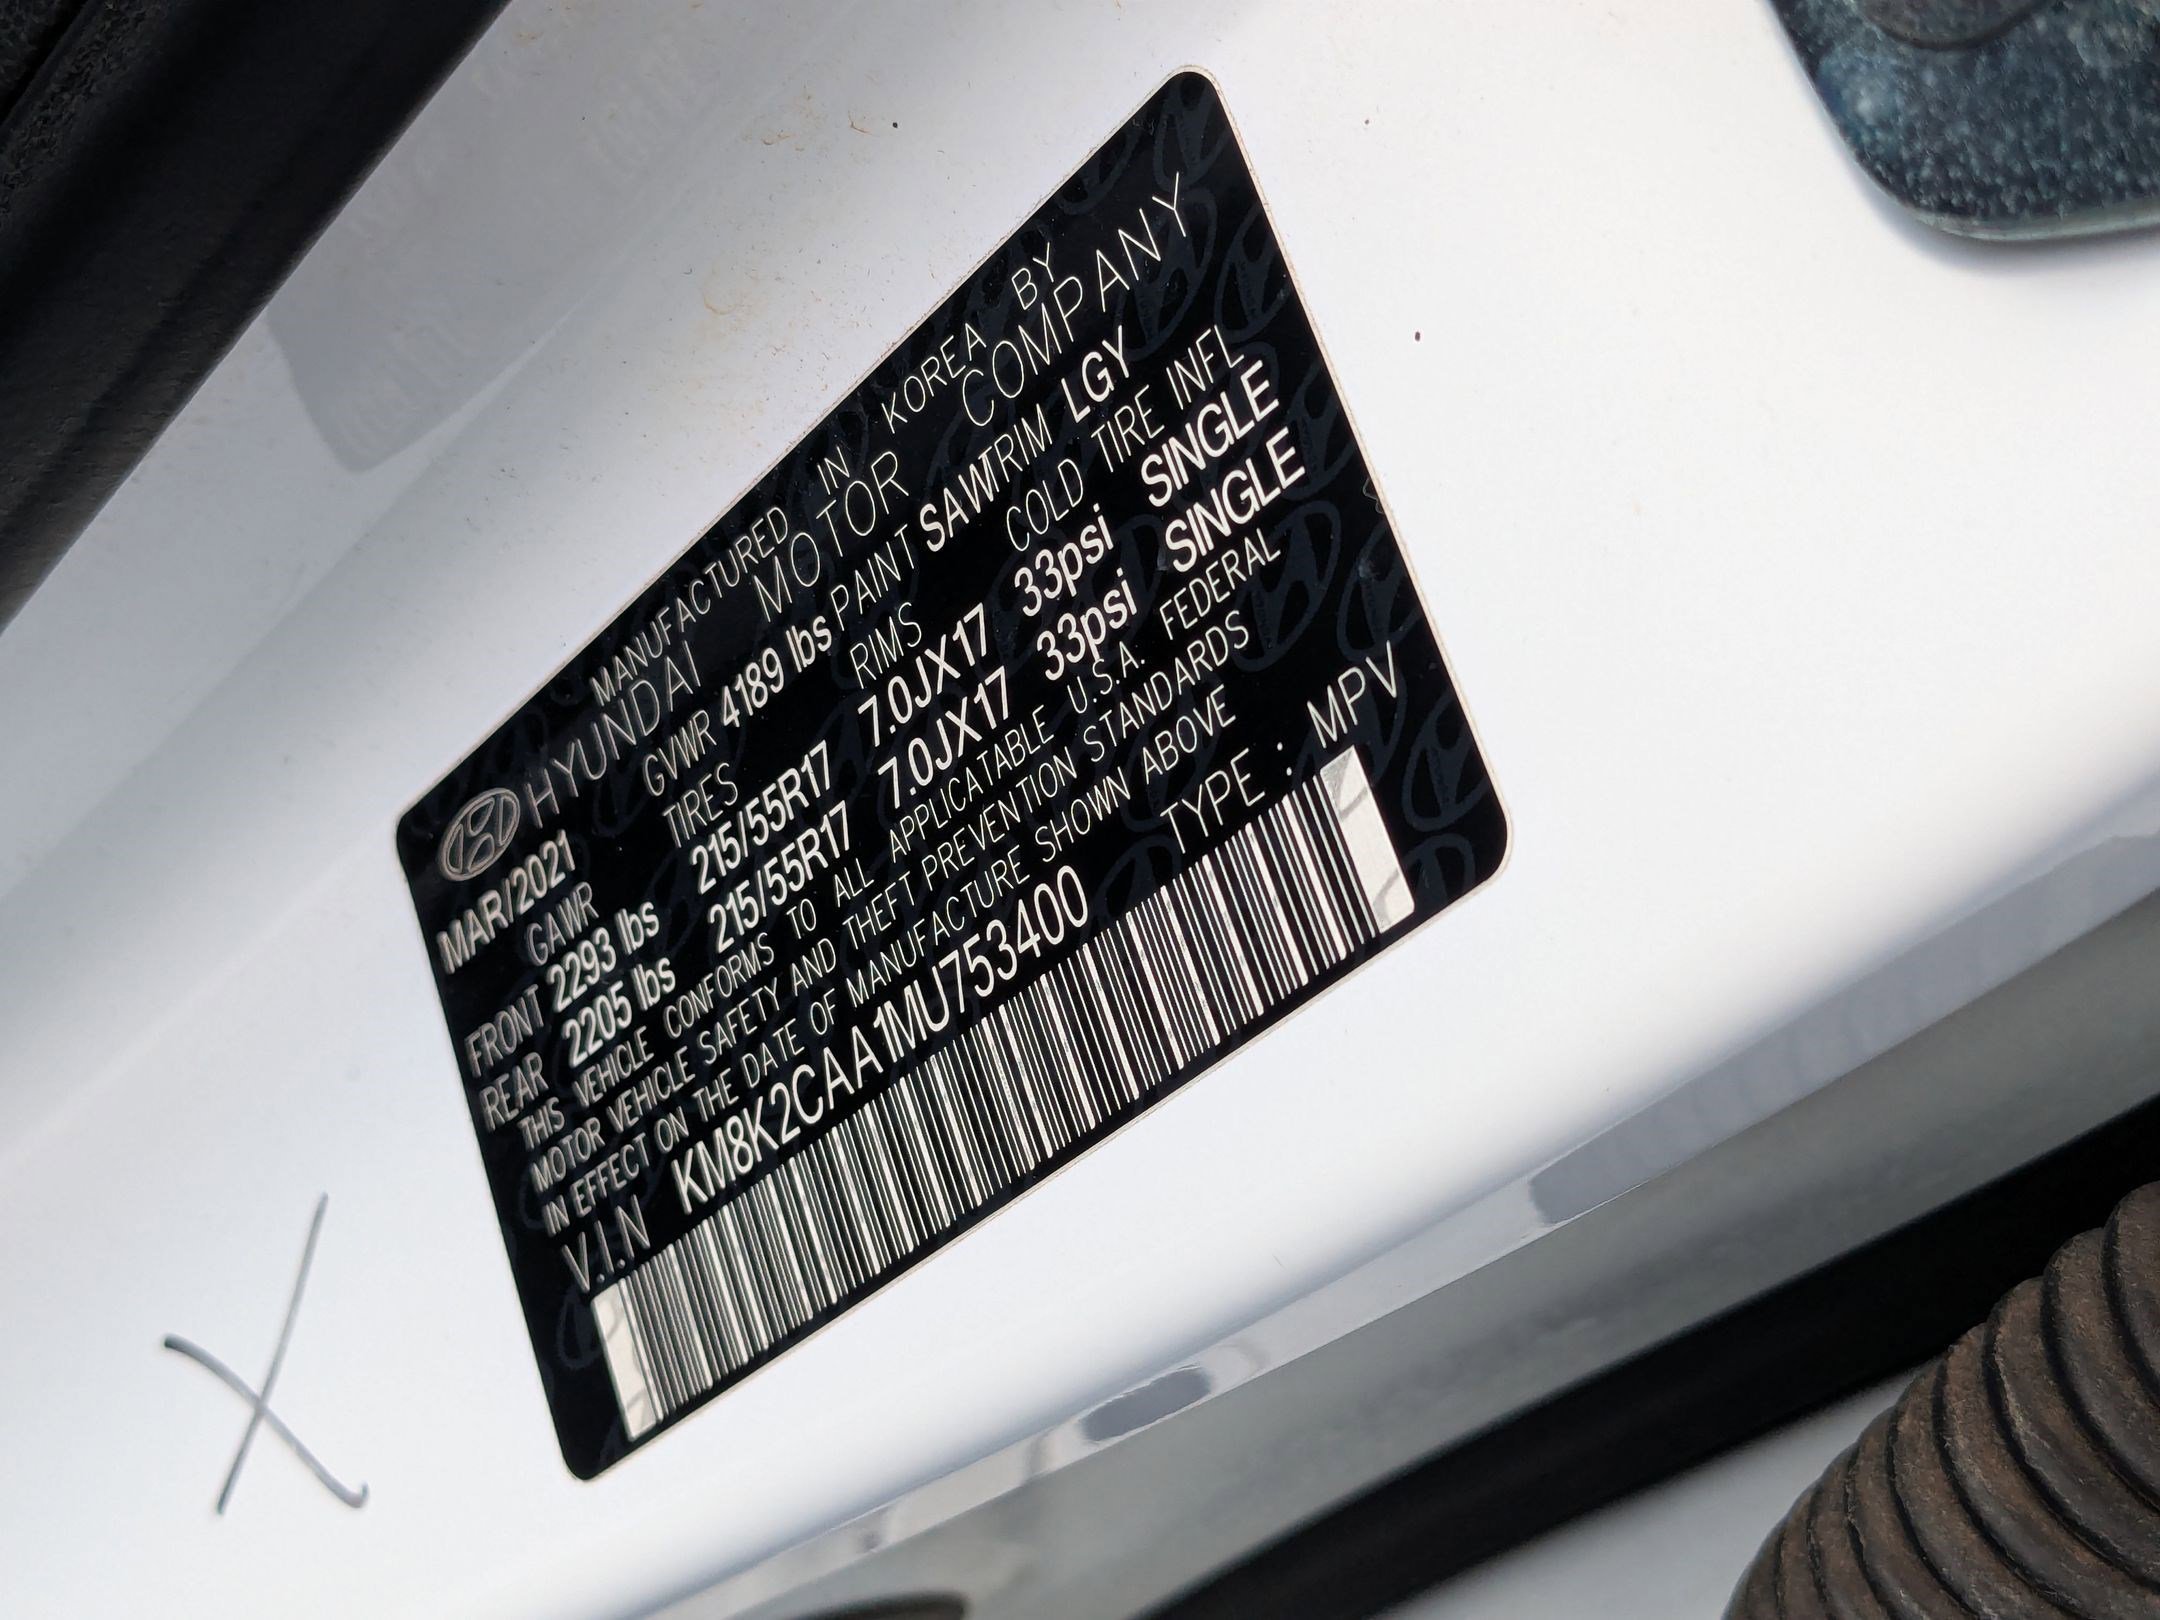 MANUFACTURED IN KOREA BY
HYUNDAI MOTOR COMPANY
MAR/2021 GVWR 4189 lbs PAINT SAW TRIM LGY
GAWR TIRES RIMS COLD TIRE INFL
FRONT 2293 lbs 215/55R17 7.0JX17 33psi SINGLE
REAR 2205 lbs 215/55R17 7.0JX17 33psi SINGLE
THIS VEHICLE CONFORMS TO ALL APPLICATABLE U.S.A. FEDERAL
MOTOR VEHICLE SAFETY AND THEFT PREVENTION STANDARDS
IN EFFECT ON THE DATE OF MANUFACTURE SHOWN ABOVE
V.I.N KM8K2CAA1MU753400 TYPE : MPV
X